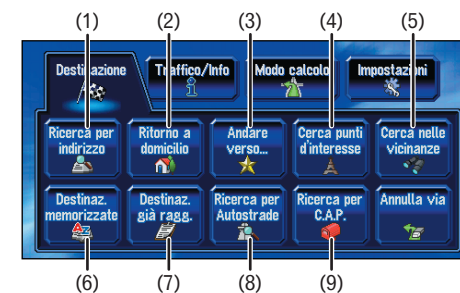 (1) (2) (3) (4) (5)
Destinazione Traffico/Info Modo calcolo Impostazioni
Ricerca per indirizzo
Ritorno a domicilio
Andare verso...
Cerca punti d'interesse
Cerca nelle vicinanze
Destinaz. memorizzate
Destinaz. già ragg.
Ricerca per Autostrade
Ricerca per C.A.P.
Annulla via
(6) (7) (8) (9)